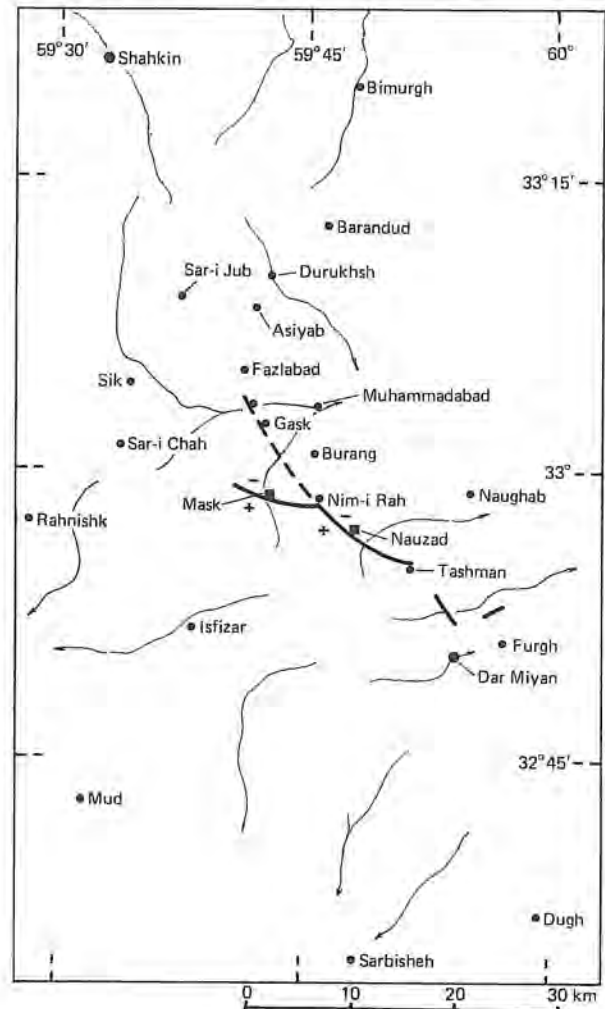 59°30'
59°45'
60°
Shahkin
Bimurgh
33°15'
Barandud
Sar-i Jub
Durukhsh
Asiyab
Fazlabad
Sik
Muhammadabad
Gask
Sar-i Chah
Burang
33°
Mask
−
+
Nim-i Rah
−
+
Naughab
Rahnishk
Nauzad
Tashman
Isfizar
Furgh
Dar Miyan
32°45'
Mud
Dugh
Sarbisheh
0 10 20 30 km